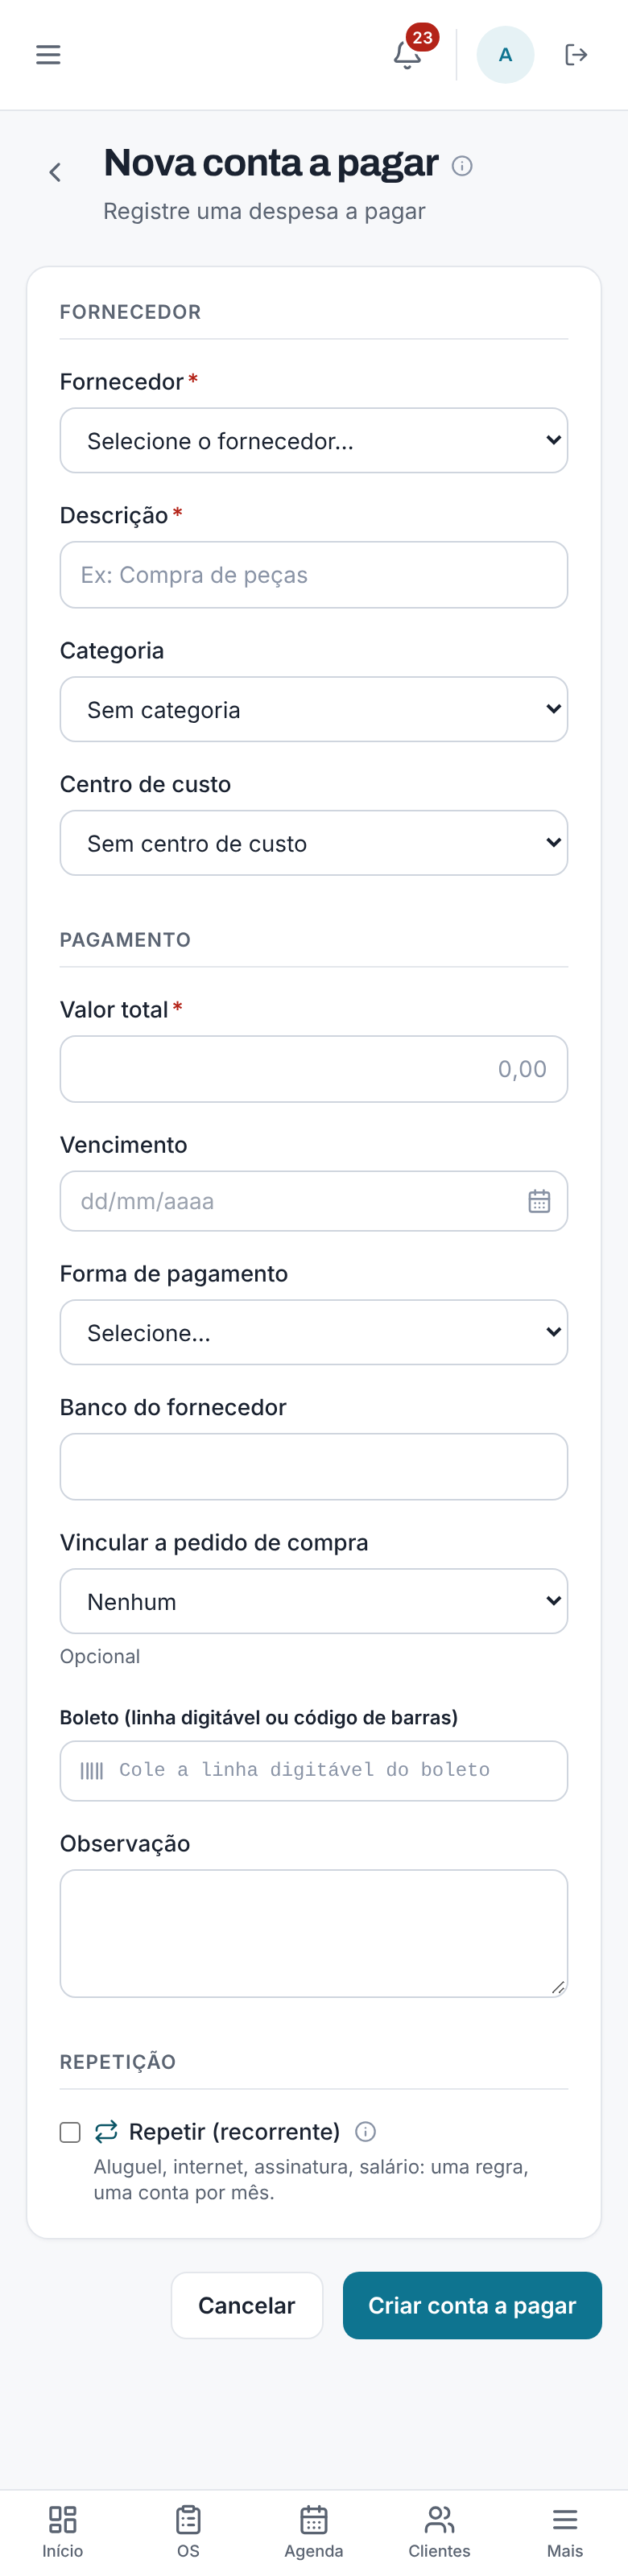 23
A
Nova conta a pagar
Registre uma despesa a pagar
FORNECEDOR
Fornecedor *
Selecione o fornecedor...
Descrição *
Ex: Compra de peças
Categoria
Sem categoria
Centro de custo
Sem centro de custo
PAGAMENTO
Valor total *
0,00
Vencimento
dd/mm/aaaa
Forma de pagamento
Selecione...
Banco do fornecedor
Vincular a pedido de compra
Nenhum
Opcional
Boleto (linha digitável ou código de barras)
Cole a linha digitável do boleto
Observação
REPETIÇÃO
Repetir (recorrente)
Aluguel, internet, assinatura, salário: uma regra,
uma conta por mês.
Cancelar
Criar conta a pagar
Início
OS
Agenda
Clientes
Mais